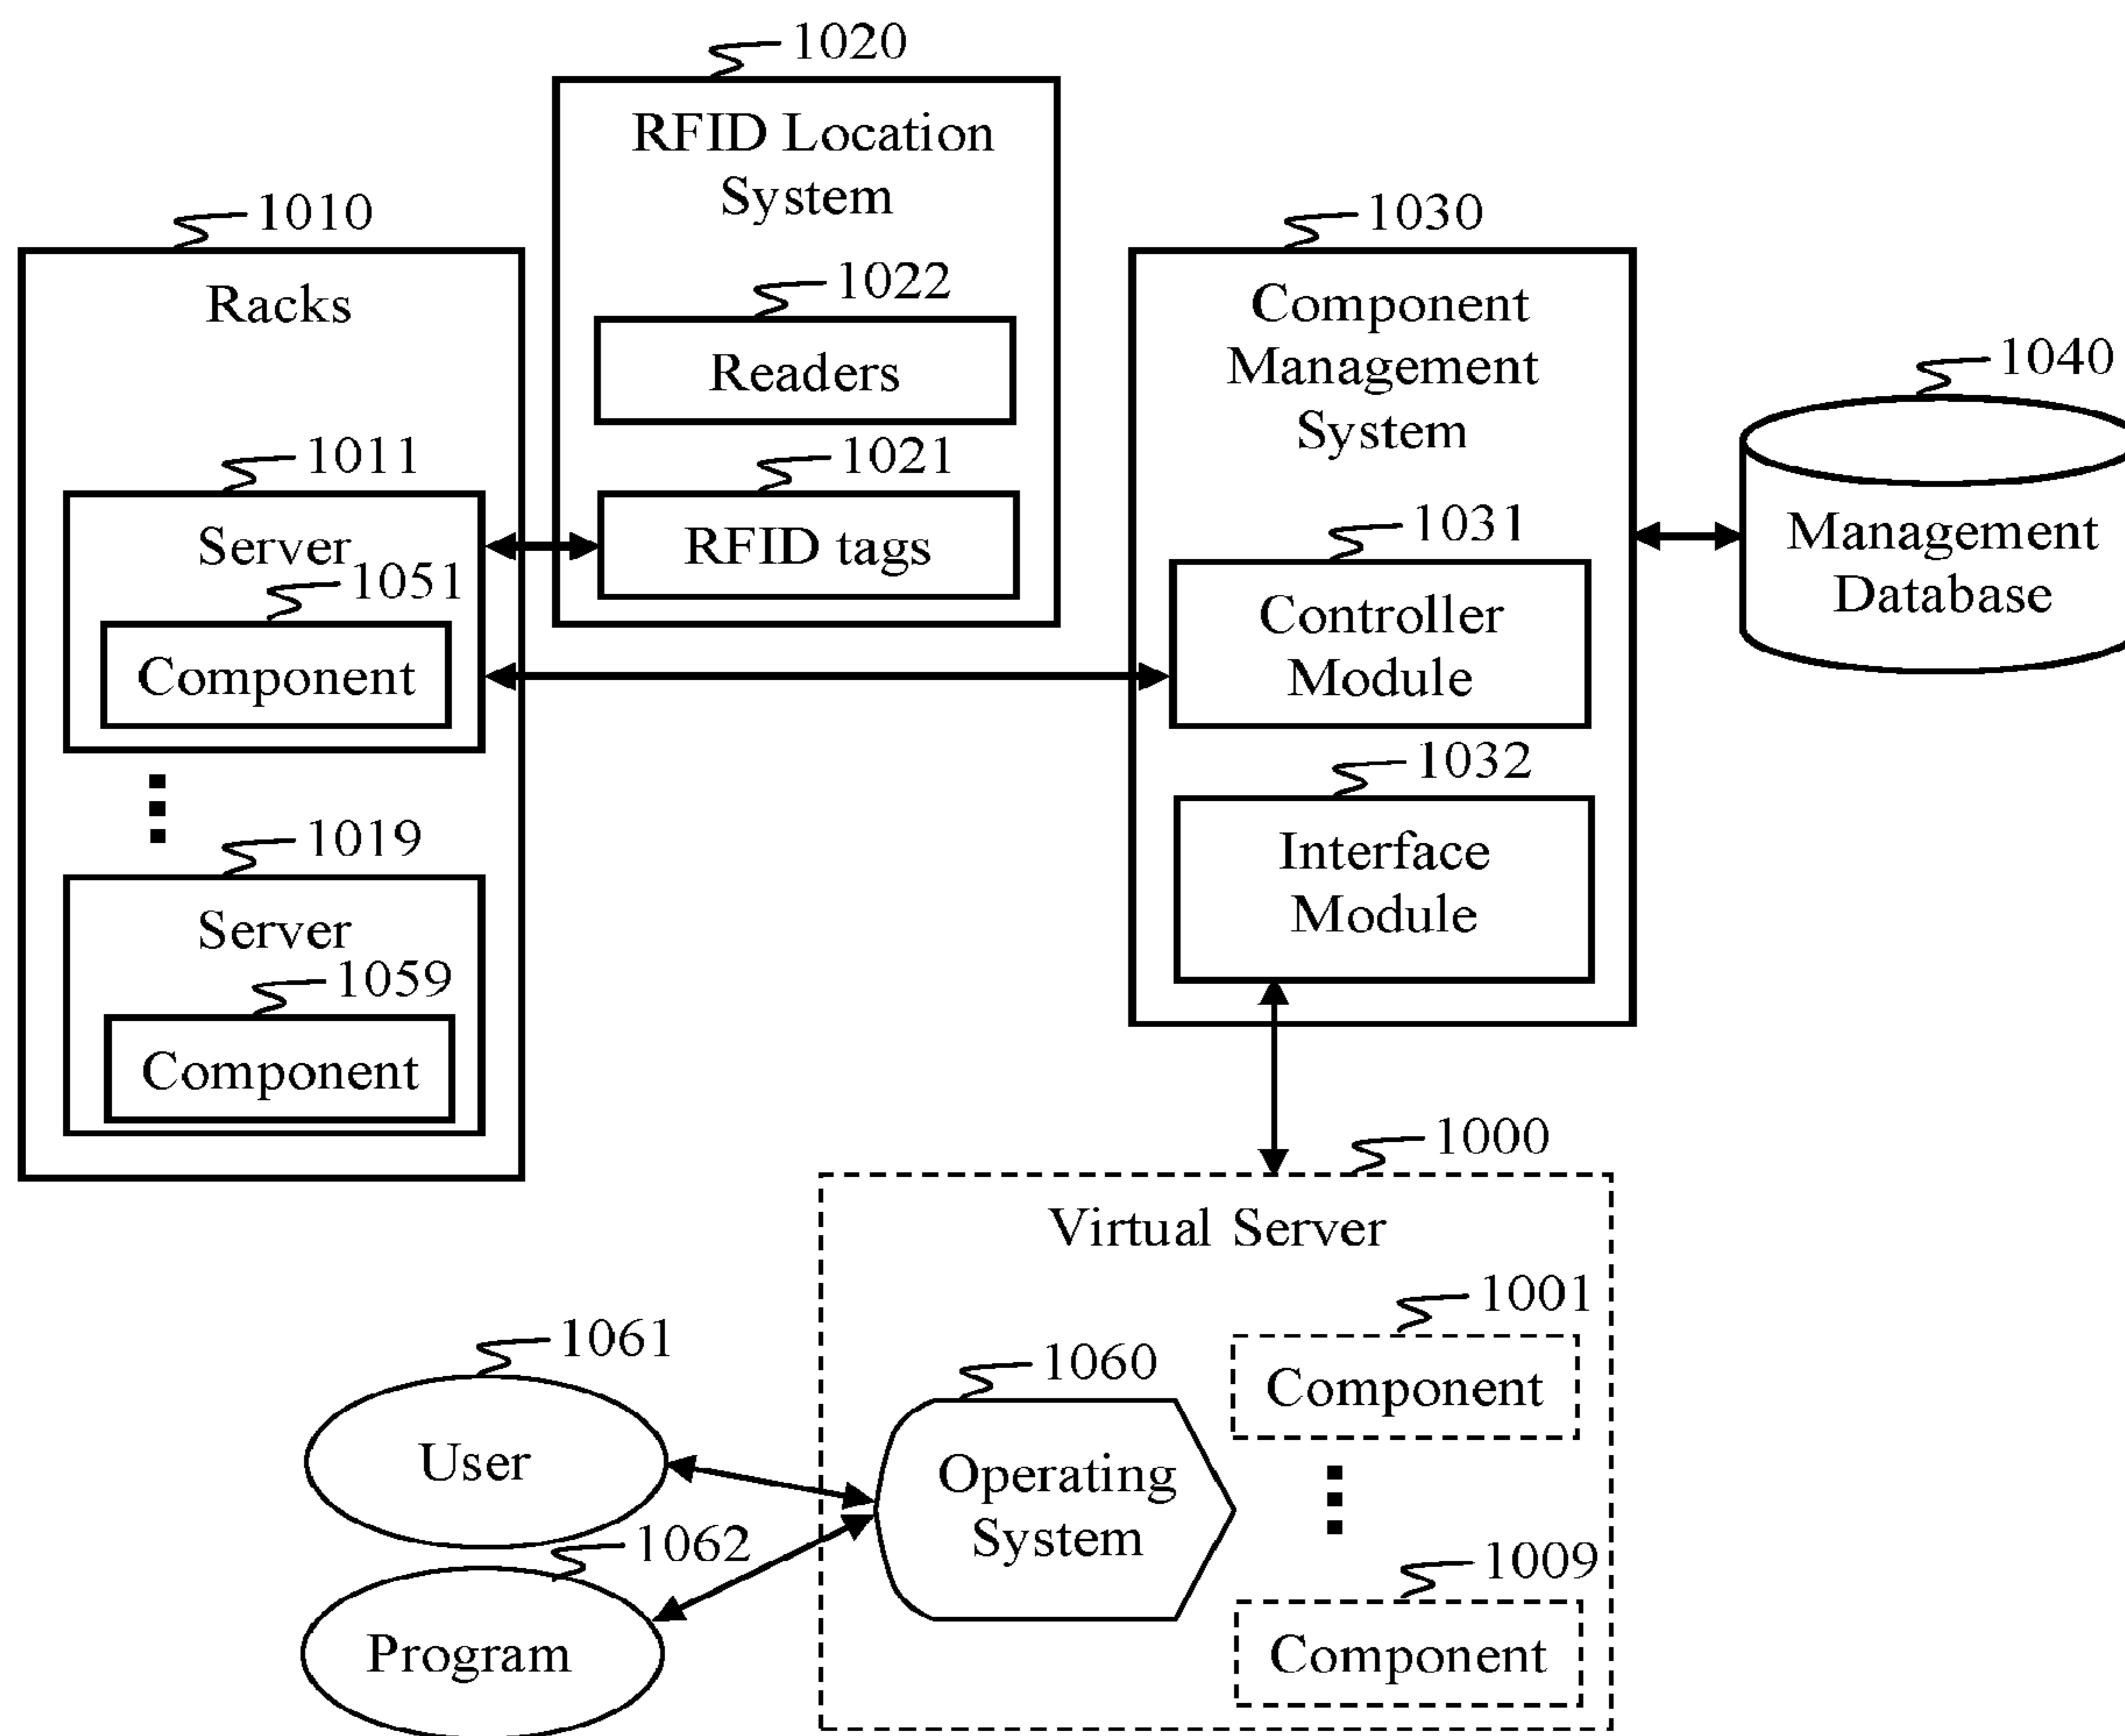 1020
RFID Location
System
1022
Readers
1021
RFID tags
1010
Racks
1011
Server
1051
Component
1019
Server
1059
Component
1030
Component
Management
System
1031
Controller
Module
1032
Interface
Module
1040
Management
Database
1000
Virtual Server
1001
Component
1009
Component
1060
Operating
System
1061
User
1062
Program